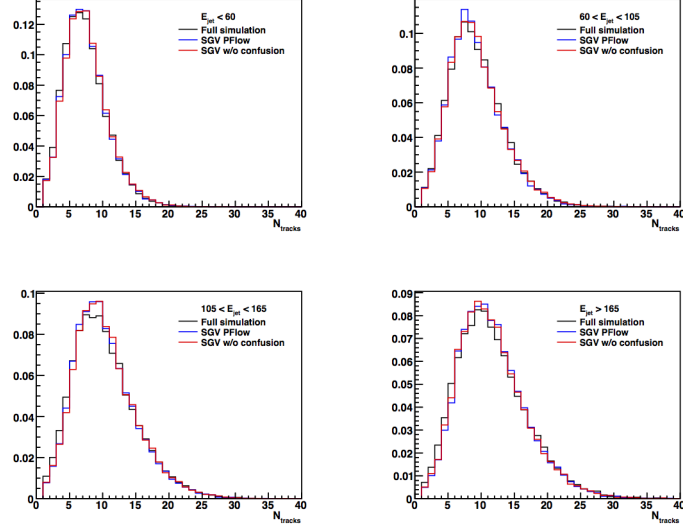 E_jet < 60
Full simulation
SGV PFlow
SGV w/o confusion
0.12
0.1
0.08
0.06
0.04
0.02
0 5 10 15 20 25 30 35 40
N_tracks
60 < E_jet < 105
Full simulation
SGV PFlow
SGV w/o confusion
0.1
0.08
0.06
0.04
0.02
0 5 10 15 20 25 30 35 40
N_tracks
105 < E_jet < 165
Full simulation
SGV PFlow
SGV w/o confusion
0.1
0.08
0.06
0.04
0.02
0
0 5 10 15 20 25 30 35 40
N_tracks
E_jet > 165
Full simulation
SGV PFlow
SGV w/o confusion
0.09
0.08
0.07
0.06
0.05
0.04
0.03
0.02
0.01
0 5 10 15 20 25 30 35 40
N_tracks